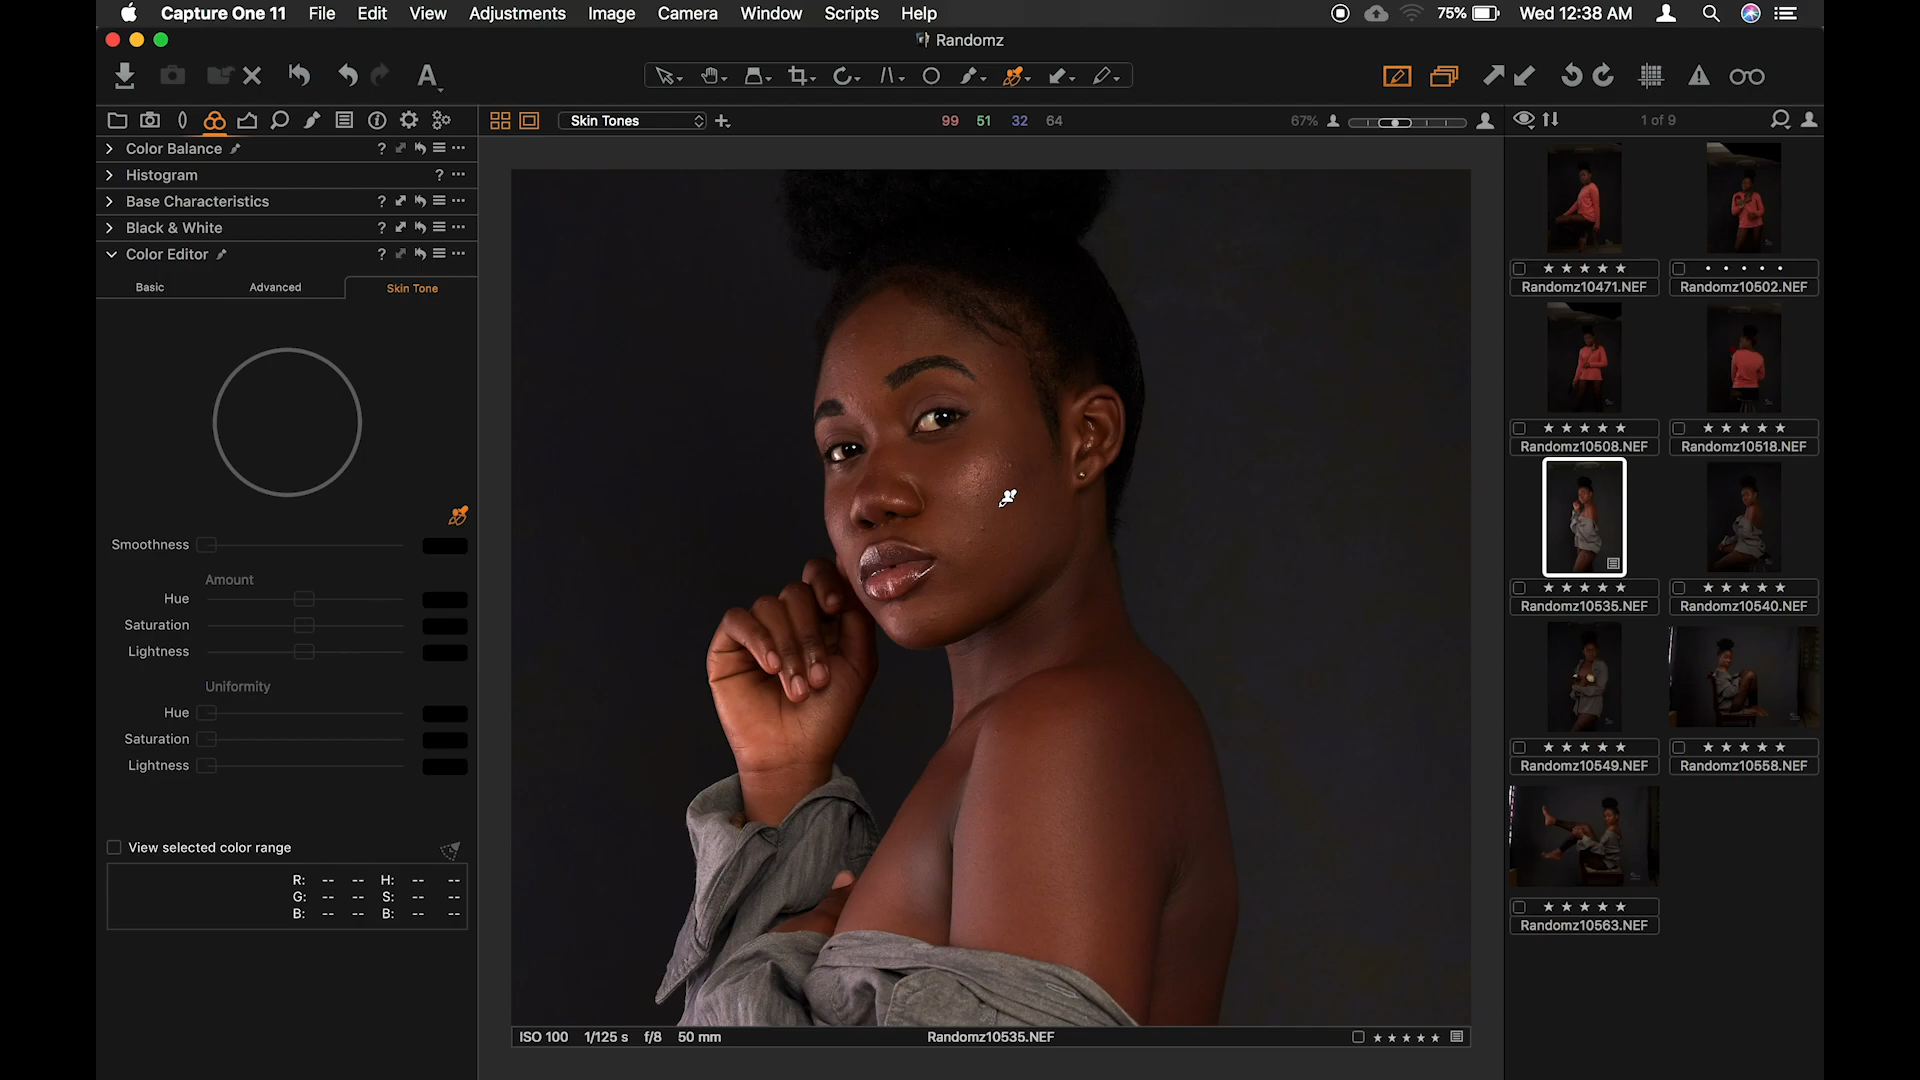 Capture One 11 File Edit View Adjustments Image Camera Window Scripts Help 75% Wed 12:38 AM
Randomz
A
Skin Tones 99 51 32 64 67% 1 of 9
Color Balance ?
Histogram ?
Base Characteristics ?
Black & White ?
Color Editor ?
Basic Advanced Skin Tone
Smoothness
Amount
Hue
Saturation
Lightness
Uniformity
Hue
Saturation
Lightness
View selected color range
R: -- -- H: -- --
G: -- -- S: -- --
B: -- -- B: -- --
ISO 100 1/125 s f/8 50 mm Randomz10535.NEF
Randomz10471.NEF Randomz10502.NEF
Randomz10508.NEF Randomz10518.NEF
Randomz10535.NEF Randomz10540.NEF
Randomz10549.NEF Randomz10558.NEF
Randomz10563.NEF